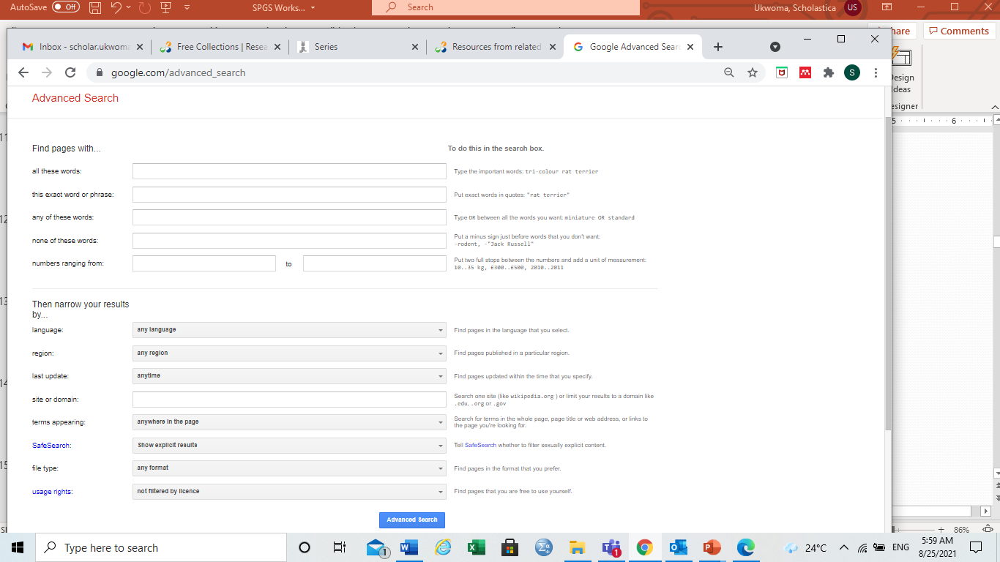 AutoSave Off SPGS Works... Search Ukwoma, Scholastica US
Comments
Inbox - scholar.ukwoma Free Collections | Resea Series Resources from related Google Advanced Sear
google.com/advanced_search S
Design
Ideas
Advanced Search
Find pages with... To do this in the search box.
all these words: Type the important words: tri-colour rat terrier
this exact word or phrase: Put exact words in quotes: "rat terrier"
any of these words: Type OR between all the words you want: miniature OR standard
none of these words: Put a minus sign just before words that you don't want:
-rodent, -"Jack Russell"
numbers ranging from: to Put two full stops between the numbers and add a unit of measurement:
10..35 kg, £300..£500, 2010..2011
Then narrow your results
by...
language: any language Find pages in the language that you select.
region: any region Find pages published in a particular region.
last update: anytime Find pages updated within the time that you specify.
site or domain: Search one site (like wikipedia.org ) or limit your results to a domain like
.edu, .org or .gov
terms appearing: anywhere in the page Search for terms in the whole page, page title or web address, or links to
the page you're looking for.
SafeSearch: Show explicit results Tell SafeSearch whether to filter sexually explicit content.
file type: any format Find pages in the format that you prefer.
usage rights: not filtered by licence Find pages that you are free to use yourself.
Advanced Search
86%
Type here to search 1 1 24°C ENG 5:59 AM
8/25/2021